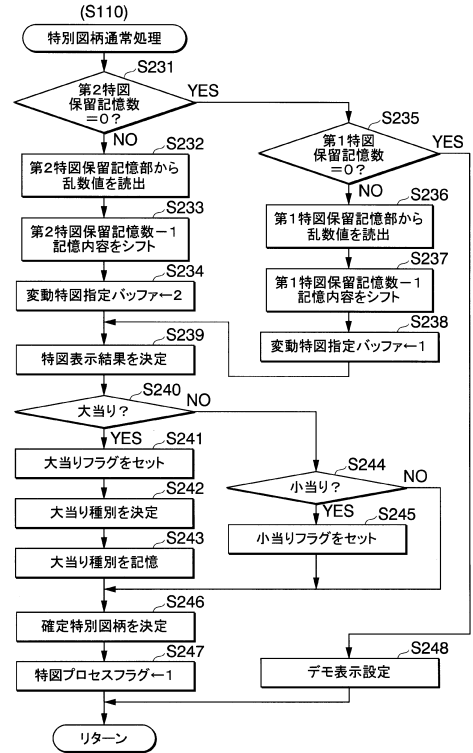 (S110)
特別図柄通常処理
S231
第2特図
保留記憶数
=0?
YES
NO
S232
第2特図保留記憶部から
乱数値を読出
S233
第2特図保留記憶数-1
記憶内容をシフト
S234
変動特図指定バッファ←2
S235
第1特図
保留記憶数
=0?
YES
NO
S236
第1特図保留記憶部から
乱数値を読出
S237
第1特図保留記憶数-1
記憶内容をシフト
S238
変動特図指定バッファ←1
S239
特図表示結果を決定
S240
大当り?
NO
YES
S241
大当りフラグをセット
S242
大当り種別を決定
S243
大当り種別を記憶
S244
小当り?
NO
YES
S245
小当りフラグをセット
S246
確定特別図柄を決定
S247
特図プロセスフラグ←1
S248
デモ表示設定
リターン